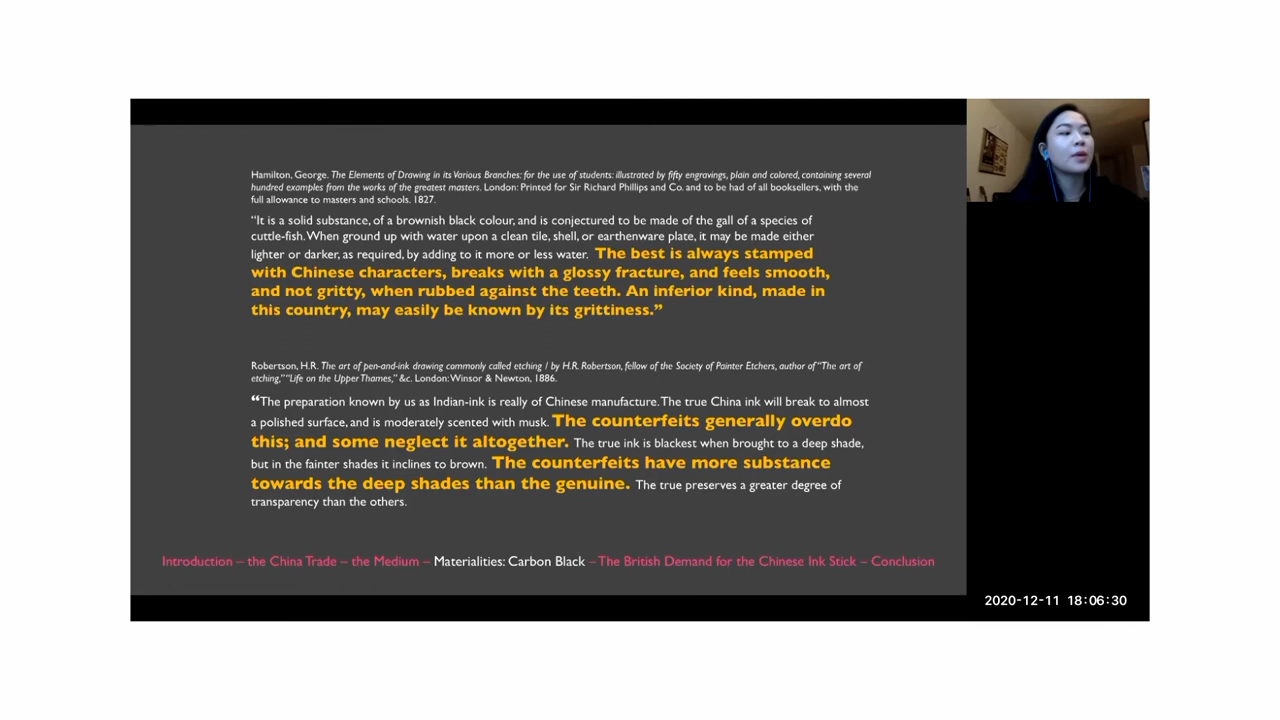 Hamilton, George. The Elements of Drawing in its Various Branches: for the use of students: illustrated by fifty engravings, plain and colored, containing several
hundred examples from the works of the greatest masters. London: Printed for Sir Richard Phillips and Co. and to be had of all booksellers, with the
full allowance to masters and schools. 1827.
“It is a solid substance, of a brownish black colour, and is conjectured to be made of the gall of a species of
cuttle-fish. When ground up with water upon a clean tile, shell, or earthenware plate, it may be made either
lighter or darker, as required, by adding to it more or less water. The best is always stamped
with Chinese characters, breaks with a glossy fracture, and feels smooth,
and not gritty, when rubbed against the teeth. An inferior kind, made in
this country, may easily be known by its grittiness.”
Robertson, H.R. The art of pen-and-ink drawing commonly called etching / by H.R. Robertson, fellow of the Society of Painter Etchers, author of “The art of
etching,” “Life on the Upper Thames,” &c. London: Winsor & Newton, 1886.
“The preparation known by us as Indian-ink is really of Chinese manufacture. The true China ink will break to almost
a polished surface, and is moderately scented with musk. The counterfeits generally overdo
this; and some neglect it altogether. The true ink is blackest when brought to a deep shade,
but in the fainter shades it inclines to brown. The counterfeits have more substance
towards the deep shades than the genuine. The true preserves a greater degree of
transparency than the others.
Introduction – the China Trade – the Medium – Materialities: Carbon Black – The British Demand for the Chinese Ink Stick – Conclusion
2020-12-11 18:06:30